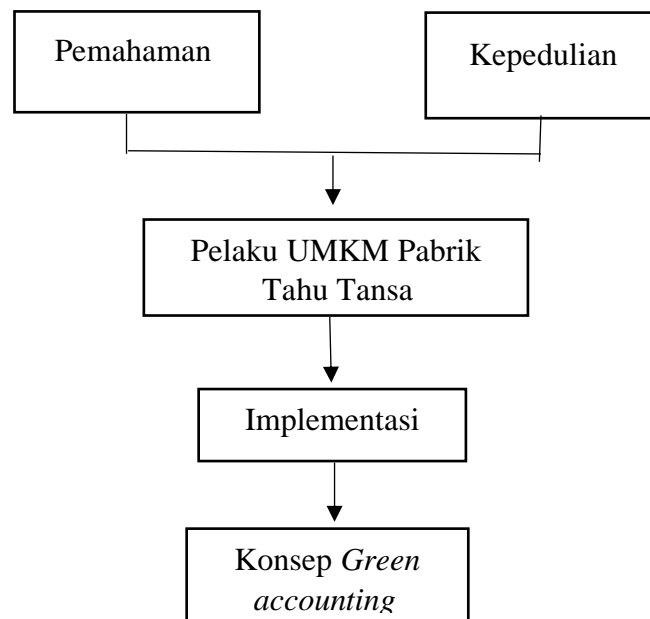 Pemahaman
Kepedulian
Pelaku UMKM Pabrik
Tahu Tansa
Implementasi
Konsep Green
accounting